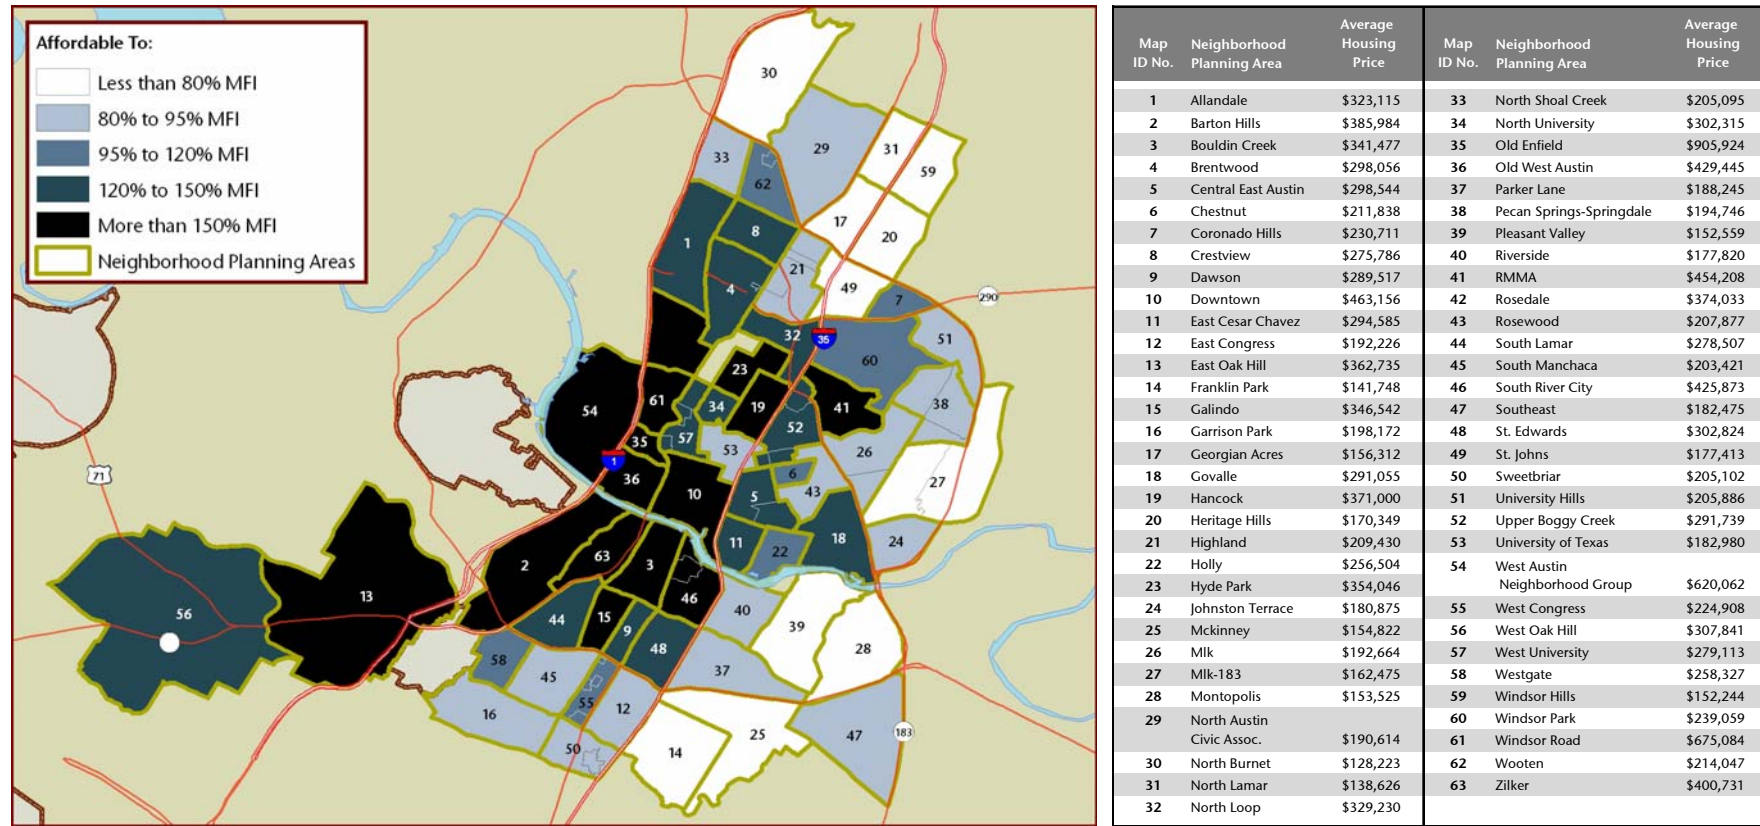 Affordable To:
Less than 80% MFI
80% to 95% MFI
95% to 120% MFI
120% to 150% MFI
More than 150% MFI
Neighborhood Planning Areas
30
33
29
31
59
62
17
20
1
8
21
4
49
7
290
32
35
51
60
23
61
54
34
19
41
38
35
57
52
53
26
1
36
6
27
71
10
43
5
11
22
18
24
2
63
3
13
46
40
56
44
15
9
39
48
28
58
45
37
55
12
16
50
25
47
183
14
Map ID No. Neighborhood Planning Area Average Housing Price
1 Allandale $323,115
2 Barton Hills $385,984
3 Bouldin Creek $341,477
4 Brentwood $298,056
5 Central East Austin $298,544
6 Chestnut $211,838
7 Coronado Hills $230,711
8 Crestview $275,786
9 Dawson $289,517
10 Downtown $463,156
11 East Cesar Chavez $294,585
12 East Congress $192,226
13 East Oak Hill $362,735
14 Franklin Park $141,748
15 Galindo $346,542
16 Garrison Park $198,172
17 Georgian Acres $156,312
18 Govalle $291,055
19 Hancock $371,000
20 Heritage Hills $170,349
21 Highland $209,430
22 Holly $256,504
23 Hyde Park $354,046
24 Johnston Terrace $180,875
25 Mckinney $154,822
26 Mlk $192,664
27 Mlk-183 $162,475
28 Montopolis $153,525
29 North Austin
Civic Assoc. $190,614
30 North Burnet $128,223
31 North Lamar $138,626
32 North Loop $329,230
Map ID No. Neighborhood Planning Area Average Housing Price
33 North Shoal Creek $205,095
34 North University $302,315
35 Old Enfield $905,924
36 Old West Austin $429,445
37 Parker Lane $188,245
38 Pecan Springs-Springdale $194,746
39 Pleasant Valley $152,559
40 Riverside $177,820
41 RMMA $454,208
42 Rosedale $374,033
43 Rosewood $207,877
44 South Lamar $278,507
45 South Manchaca $203,421
46 South River City $425,873
47 Southeast $182,475
48 St. Edwards $302,824
49 St. Johns $177,413
50 Sweetbriar $205,102
51 University Hills $205,886
52 Upper Boggy Creek $291,739
53 University of Texas $182,980
54 West Austin
Neighborhood Group $620,062
55 West Congress $224,908
56 West Oak Hill $307,841
57 West University $279,113
58 Westgate $258,327
59 Windsor Hills $152,244
60 Windsor Park $239,059
61 Windsor Road $675,084
62 Wooten $214,047
63 Zilker $400,731